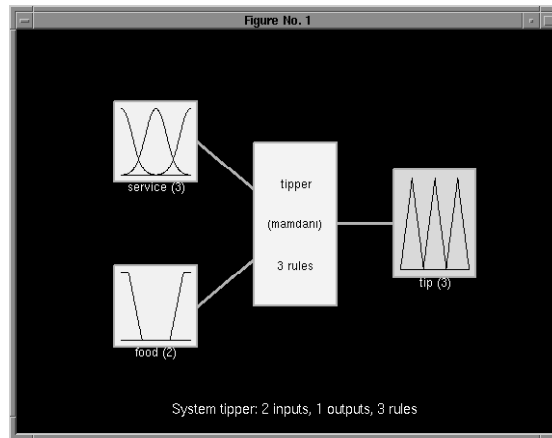 Figure No. 1
service (3)
tipper
(mamdani)
3 rules
tip (3)
food (2)
System tipper: 2 inputs, 1 outputs, 3 rules